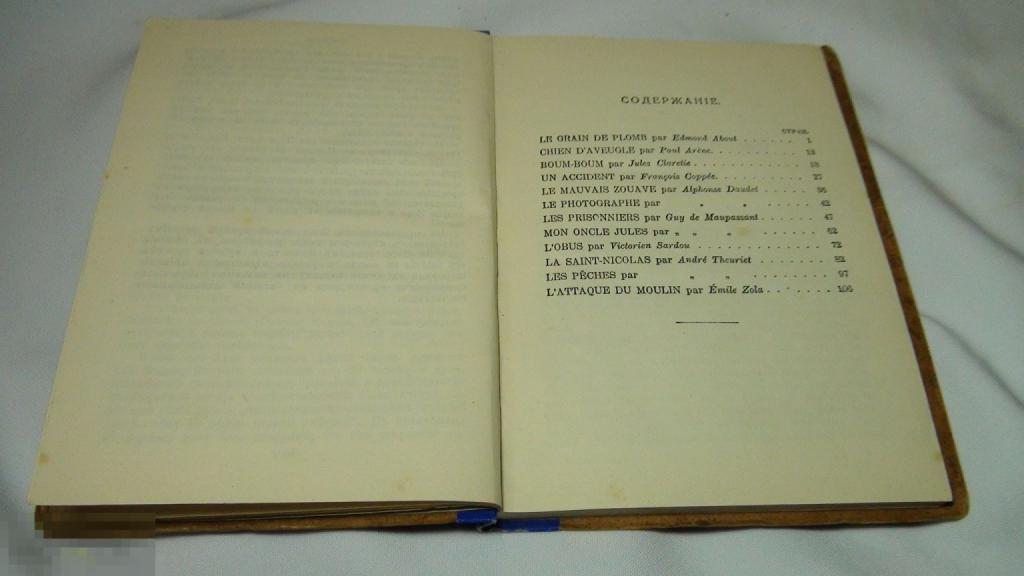 СОДЕРЖАНІЕ.
СТРАН.
LE GRAIN DE PLOMB par Edmond About . . . . . . 1
CHIEN D'AVEUGLE par Paul Arène. . . . . . . . . 13
BOUM-BOUM par Jules Claretie . . . . . . . . . . . 18
UN ACCIDENT par François Coppée. . . . . . . . . 27
LE MAUVAIS ZOUAVE par Alphonse Daudet . . . . . 36
LE PHOTOGRAPHE par „ „ . . . . . 42
LES PRISONNIERS par Guy de Maupassant . . . . . . 47
MON ONCLE JULES par „ „ „ . . . . . . 62
L'OBUS par Victorien Sardou . . . . . . . . . . . . 72
LA SAINT-NICOLAS par André Theuriet . . . . . . . 82
LES PÊCHES par „ „ . . . . . . . . 97
L'ATTAQUE DU MOULIN par Émile Zola . . . . . . . 106